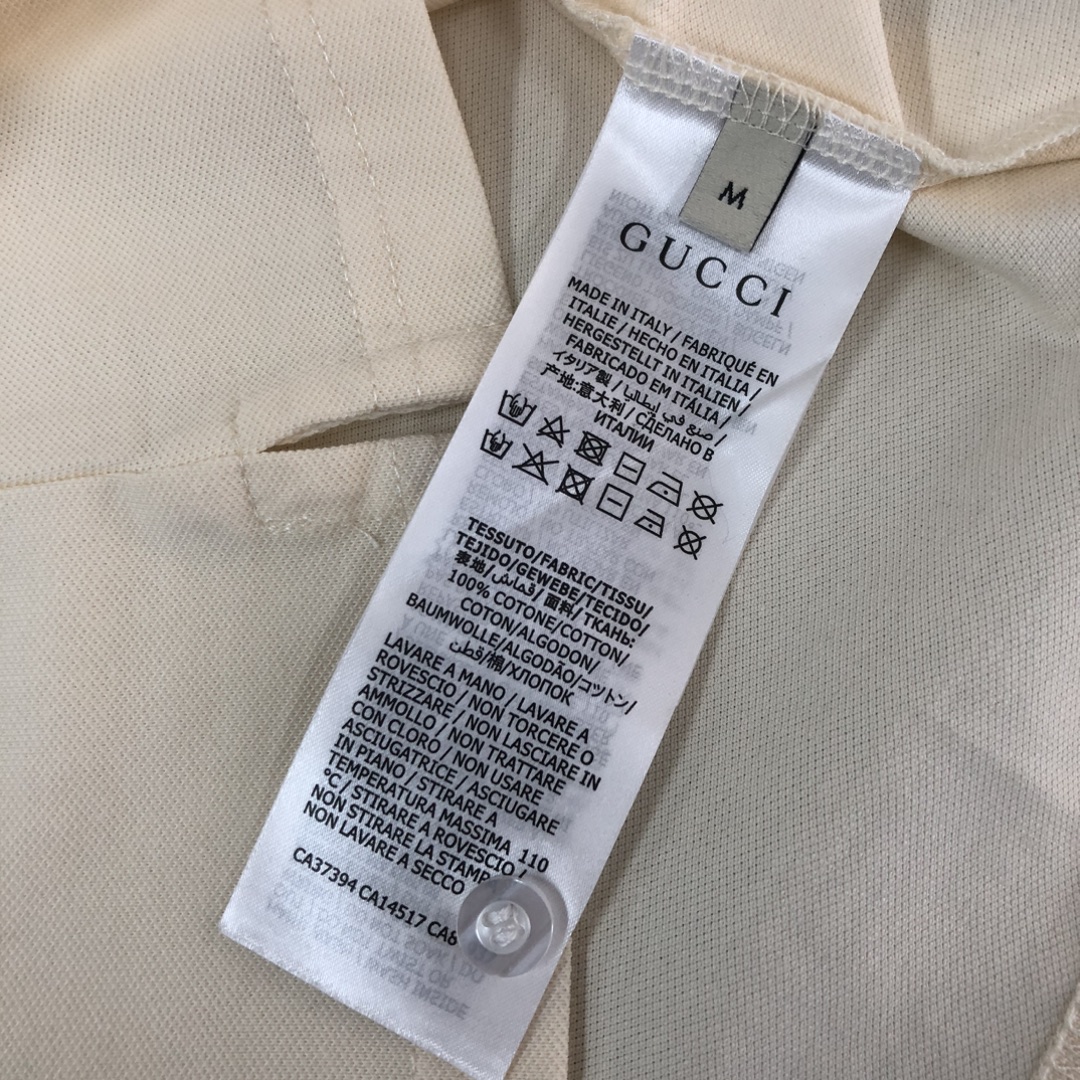 M
GUCCI
MADE IN ITALY / FABRIQUÉ EN
ITALIE / HECHO EN ITALIA /
HERGESTELLT IN ITALIEN /
FABRICADO EM ITÁLIA /
イタリア製 / صنع في إيطاليا /
产地:意大利 / СДЕЛАНО В
ИТАЛИИ
TESSUTO/FABRIC/TISSU/
TEJIDO/GEWEBE/TECIDO/
表地/قماش/面料/ТКАНЬ:
100% COTONE/COTTON/
COTON/ALGODON/
BAUMWOLLE/ALGODÃO/コットン/
قطن/棉/ХЛОПОК
LAVARE A MANO / LAVARE A
ROVESCIO / NON TORCERE O
STRIZZARE / NON LASCIARE IN
AMMOLLO / NON TRATTARE
CON CLORO / NON USARE
ASCIUGATRICE / ASCIUGARE
IN PIANO / STIRARE A
TEMPERATURA MASSIMA 110
°C / STIRARE A ROVESCIO /
NON STIRARE LA STAMP
NON LAVARE A SECCO
CA37394 CA14517 CA8